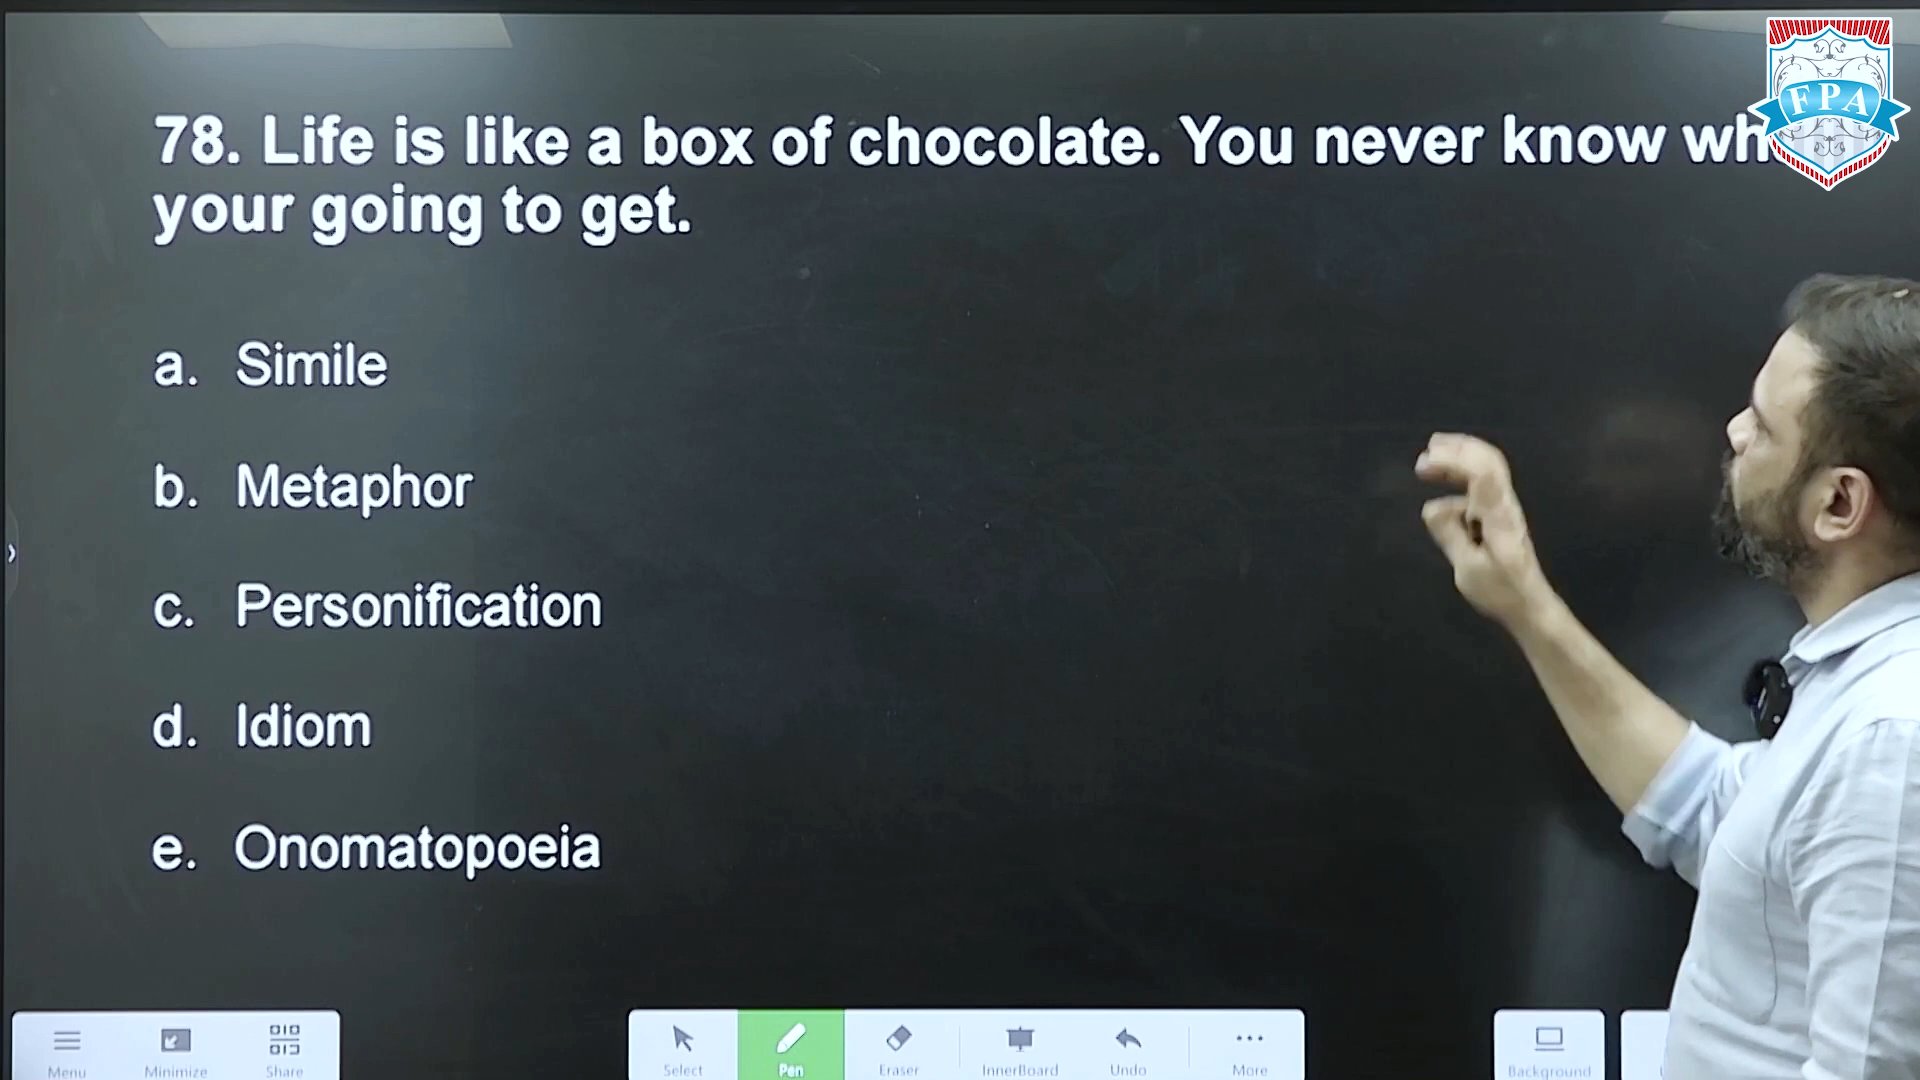 FPA
78. Life is like a box of chocolate. You never know
your going to get.
a. Simile
b. Metaphor
c. Personification
d. Idiom
e. Onomatopoeia
Menu Minimize Share Select Pen Eraser InnerBoard Undo More Background